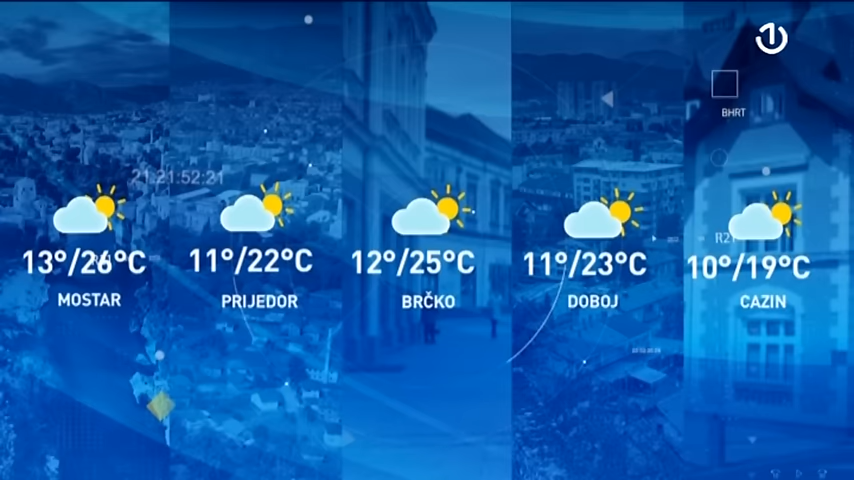 BHRT
21:21:52:21
R21
13°/26°C
11°/22°C
12°/25°C
11°/23°C
10°/19°C
MOSTAR
PRIJEDOR
BRČKO
DOBOJ
CAZIN